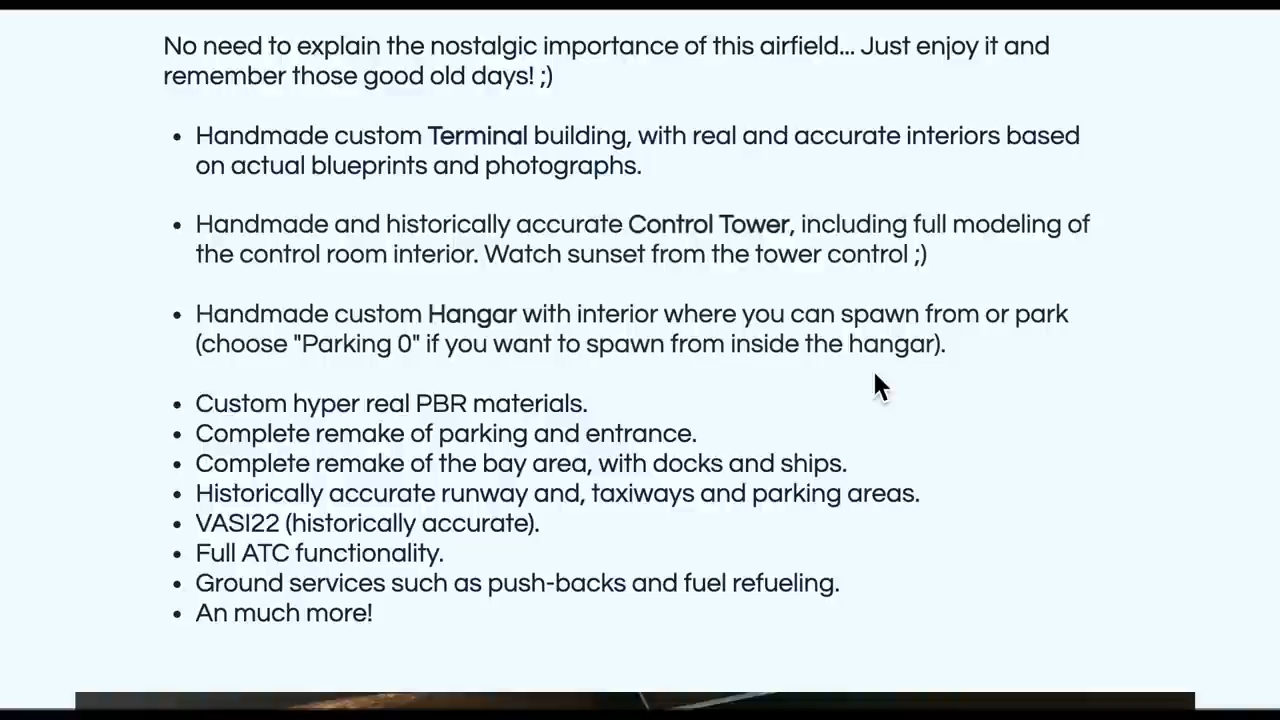 No need to explain the nostalgic importance of this airfield... Just enjoy it and
remember those good old days! ;)
• Handmade custom Terminal building, with real and accurate interiors based
on actual blueprints and photographs.
• Handmade and historically accurate Control Tower, including full modeling of
the control room interior. Watch sunset from the tower control ;)
• Handmade custom Hangar with interior where you can spawn from or park
(choose "Parking 0" if you want to spawn from inside the hangar).
• Custom hyper real PBR materials.
• Complete remake of parking and entrance.
• Complete remake of the bay area, with docks and ships.
• Historically accurate runway and, taxiways and parking areas.
• VASI22 (historically accurate).
• Full ATC functionality.
• Ground services such as push-backs and fuel refueling.
• An much more!